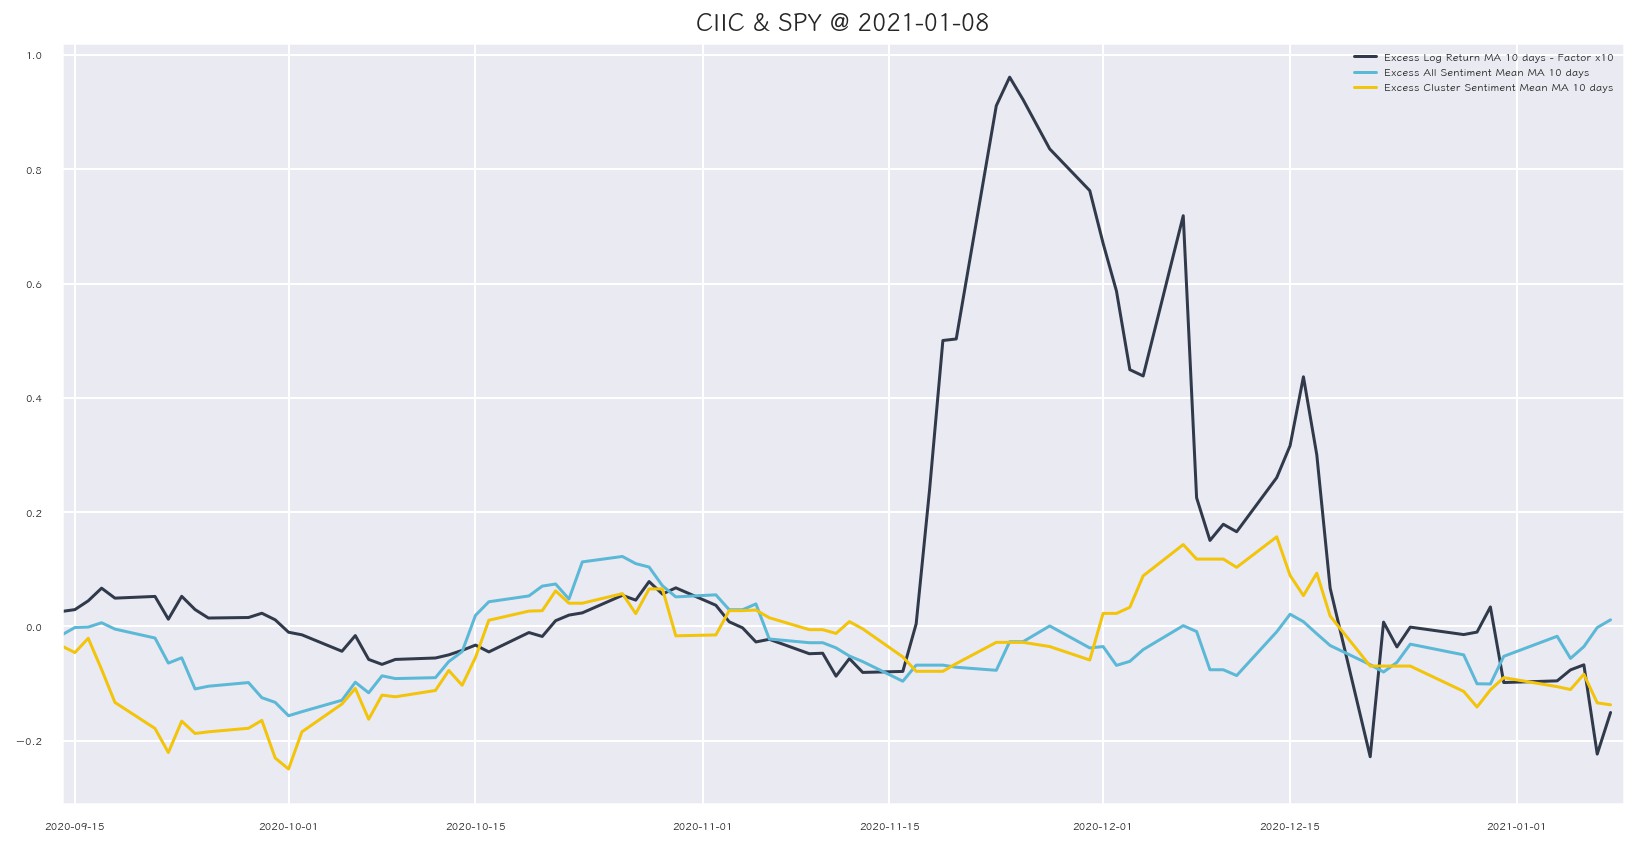 CIIC & SPY @ 2021-01-08
Excess Log Return MA 10 days - Factor x10
Excess All Sentiment Mean MA 10 days
Excess Cluster Sentiment Mean MA 10 days
1.0
0.8
0.6
0.4
0.2
0.0
−0.2
2020-09-15 2020-10-01 2020-10-15 2020-11-01 2020-11-15 2020-12-01 2020-12-15 2021-01-01